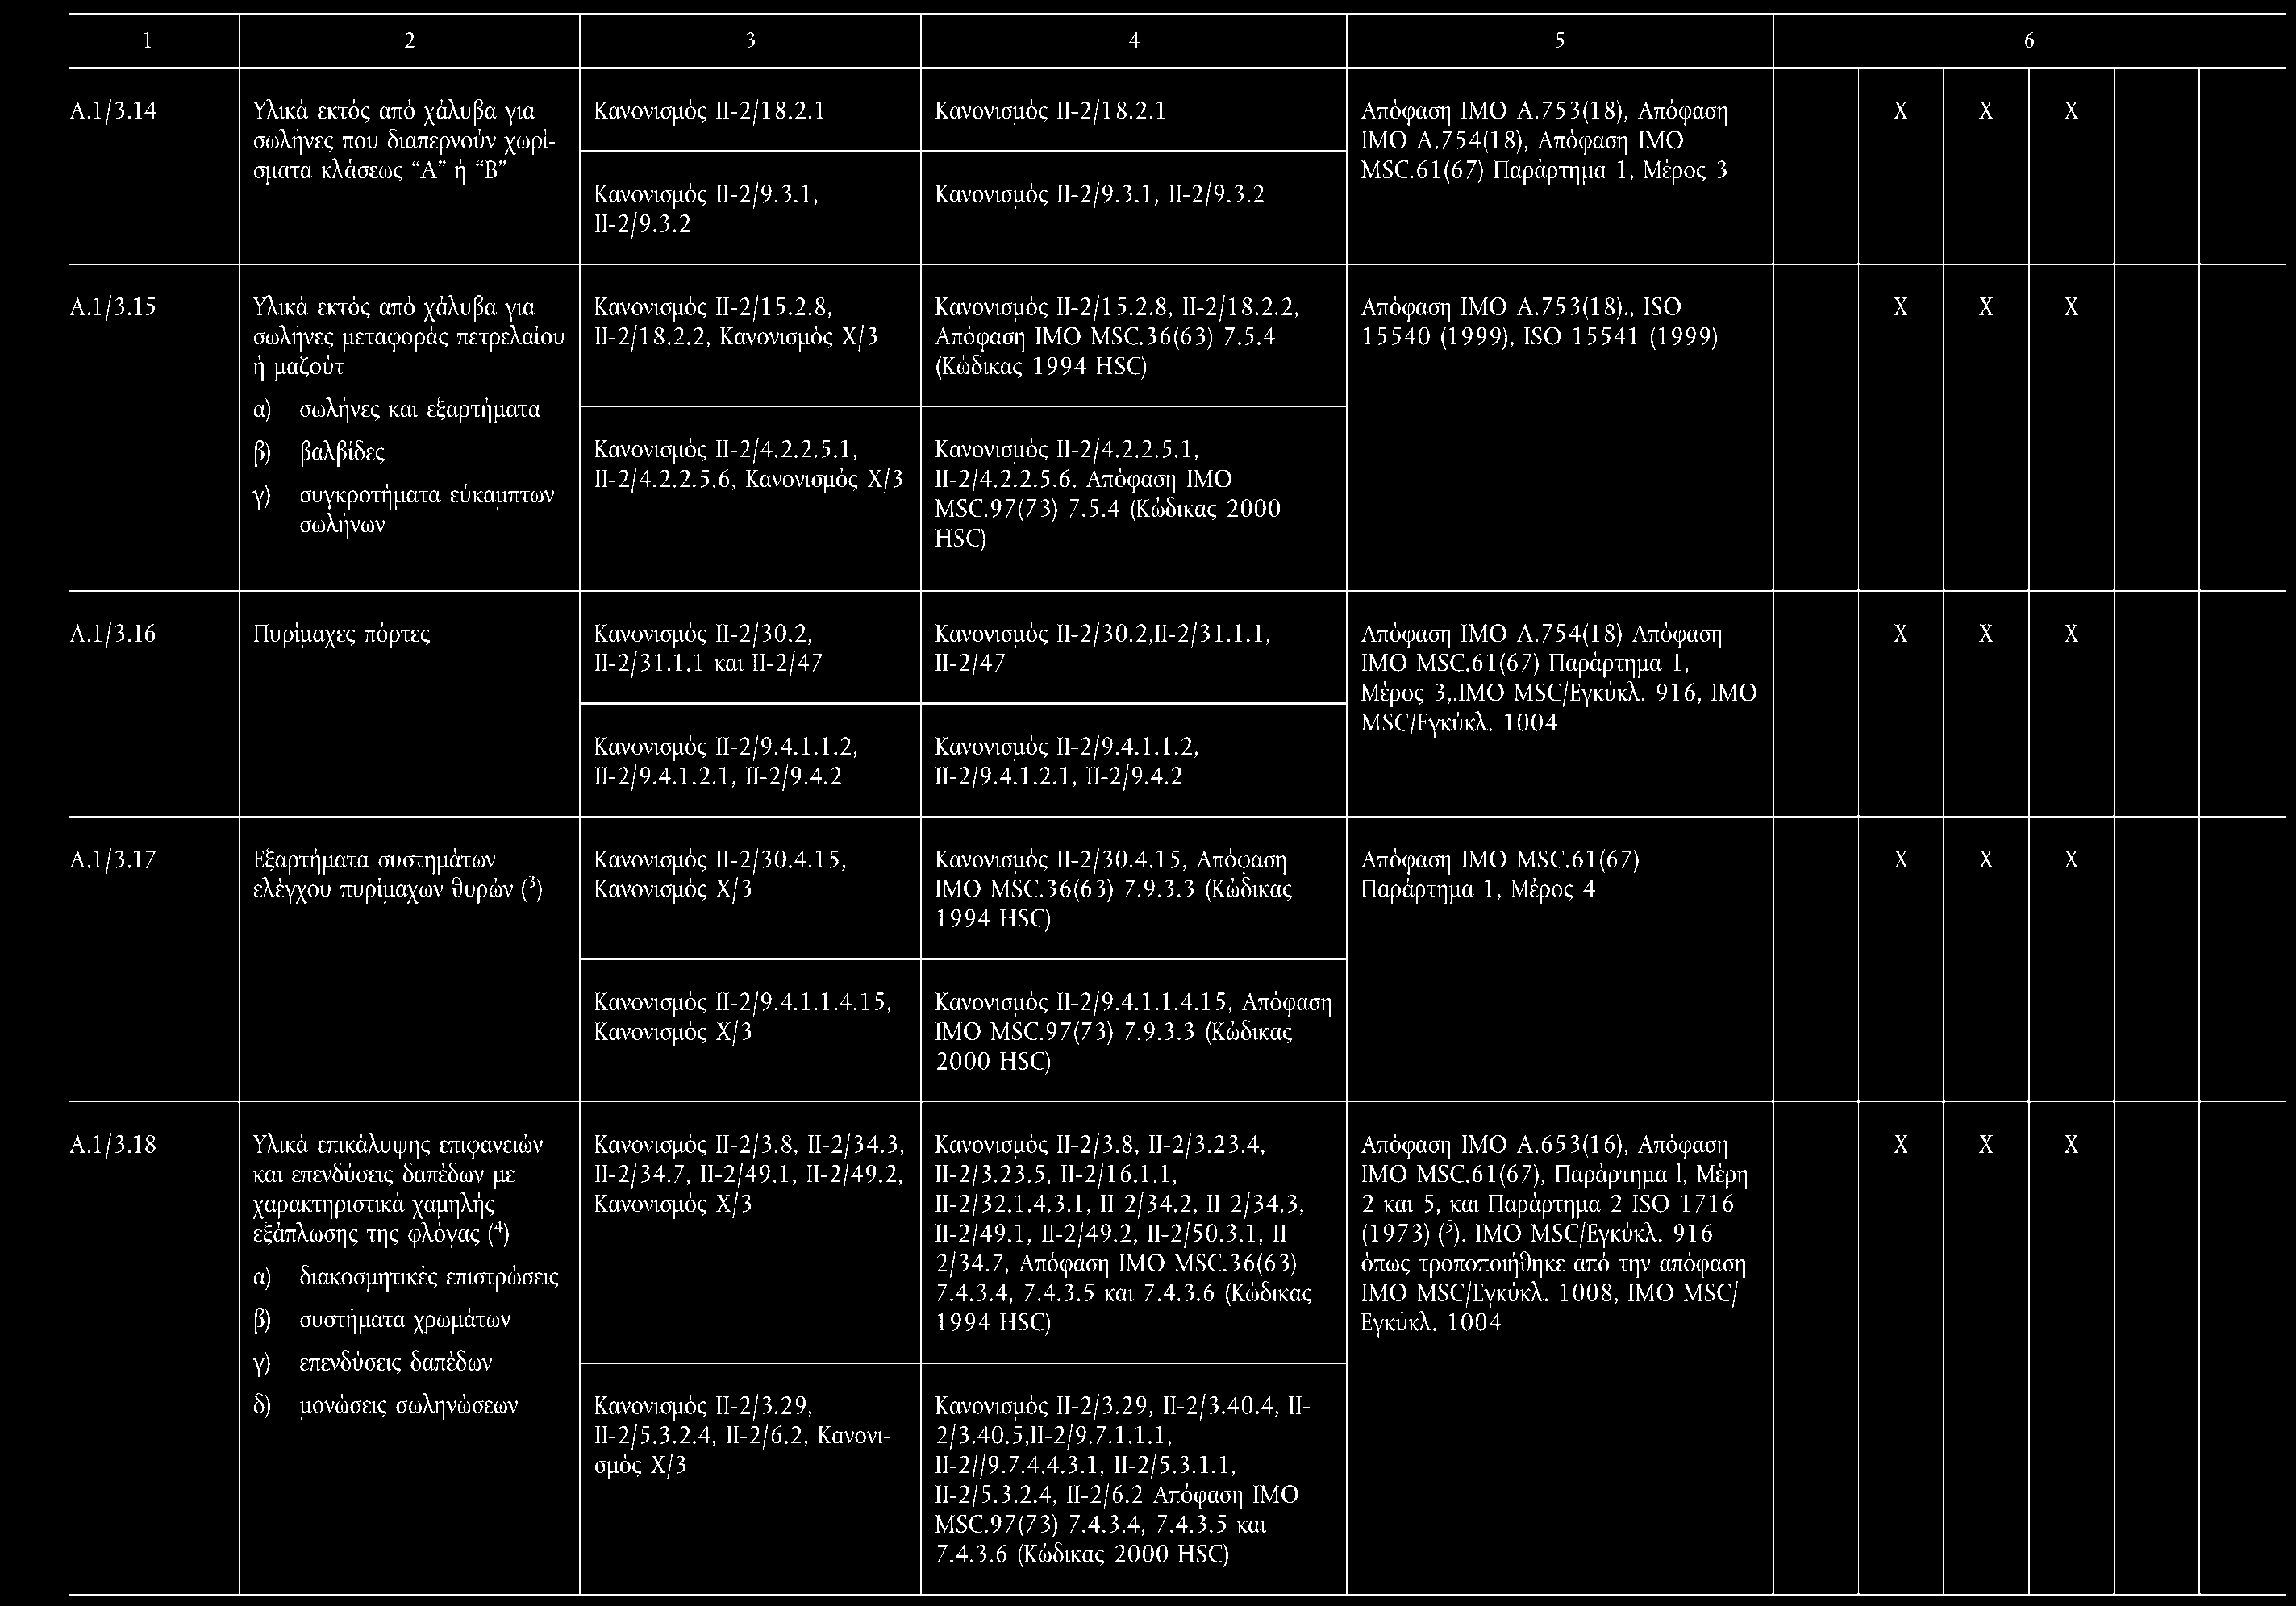 1 2 3 4 5 6
Α.1/3.14
Υλικά εκτός από χάλυβα για
σωλήνες που διαπερνούν χωρί-
σματα κλάσεως “Α” ή “Β”
Κανονισμός II-2/18.2.1
Κανονισμός II-2/18.2.1
Απόφαση ΙΜΟ A.753(18), Απόφαση
ΙΜΟ A.754(18), Απόφαση ΙΜΟ
MSC.61(67) Παράρτημα 1, Μέρος 3
X X X
Κανονισμός II-2/9.3.1,
II-2/9.3.2
Κανονισμός II-2/9.3.1, II-2/9.3.2
Α.1/3.15
Υλικά εκτός από χάλυβα για
σωλήνες μεταφοράς πετρελαίου
ή μαζούτ
α) σωλήνες και εξαρτήματα
β) βαλβίδες
γ) συγκροτήματα εύκαμπτων
σωλήνων
Κανονισμός II-2/15.2.8,
II-2/18.2.2, Κανονισμός X/3
Κανονισμός II-2/15.2.8, II-2/18.2.2,
Απόφαση ΙΜΟ MSC.36(63) 7.5.4
(Κώδικας 1994 HSC)
Απόφαση ΙΜΟ A.753(18)., ISO
15540 (1999), ISO 15541 (1999)
X X X
Κανονισμός II-2/4.2.2.5.1,
II-2/4.2.2.5.6, Κανονισμός X/3
Κανονισμός II-2/4.2.2.5.1,
II-2/4.2.2.5.6. Απόφαση ΙΜΟ
MSC.97(73) 7.5.4 (Κώδικας 2000
HSC)
Α.1/3.16
Πυρίμαχες πόρτες
Κανονισμός II-2/30.2,
II-2/31.1.1 και II-2/47
Κανονισμός II-2/30.2,II-2/31.1.1,
II-2/47
Απόφαση ΙΜΟ A.754(18) Απόφαση
ΙΜΟ MSC.61(67) Παράρτημα 1,
Μέρος 3,.ΙΜΟ MSC/Εγκύκλ. 916, ΙΜΟ
MSC/Εγκύκλ. 1004
X X X
Κανονισμός II-2/9.4.1.1.2,
II-2/9.4.1.2.1, II-2/9.4.2
Κανονισμός II-2/9.4.1.1.2,
II-2/9.4.1.2.1, II-2/9.4.2
Α.1/3.17
Εξαρτήματα συστημάτων
ελέγχου πυρίμαχων θυρών (³)
Κανονισμός II-2/30.4.15,
Κανονισμός X/3
Κανονισμός II-2/30.4.15, Απόφαση
ΙΜΟ MSC.36(63) 7.9.3.3 (Κώδικας
1994 HSC)
Απόφαση ΙΜΟ MSC.61(67)
Παράρτημα 1, Μέρος 4
X X X
Κανονισμός II-2/9.4.1.1.4.15,
Κανονισμός X/3
Κανονισμός II-2/9.4.1.1.4.15, Απόφαση
ΙΜΟ MSC.97(73) 7.9.3.3 (Κώδικας
2000 HSC)
Α.1/3.18
Υλικά επικάλυψης επιφανειών
και επενδύσεις δαπέδων με
χαρακτηριστικά χαμηλής
εξάπλωσης της φλόγας (⁴)
α) διακοσμητικές επιστρώσεις
β) συστήματα χρωμάτων
γ) επενδύσεις δαπέδων
δ) μονώσεις σωληνώσεων
Κανονισμός II-2/3.8, II-2/34.3,
II-2/34.7, II-2/49.1, II-2/49.2,
Κανονισμός X/3
Κανονισμός II-2/3.8, II-2/3.23.4,
II-2/3.23.5, II-2/16.1.1,
II-2/32.1.4.3.1, II 2/34.2, II 2/34.3,
II-2/49.1, II-2/49.2, II-2/50.3.1, II
2/34.7, Απόφαση ΙΜΟ MSC.36(63)
7.4.3.4, 7.4.3.5 και 7.4.3.6 (Κώδικας
1994 HSC)
Απόφαση ΙΜΟ A.653(16), Απόφαση
ΙΜΟ MSC.61(67), Παράρτημα l, Μέρη
2 και 5, και Παράρτημα 2 ISO 1716
(1973) (⁵). ΙΜΟ MSC/Εγκύκλ. 916
όπως τροποποιήθηκε από την απόφαση
ΙΜΟ MSC/Εγκύκλ. 1008, ΙΜΟ MSC/
Εγκύκλ. 1004
X X X
Κανονισμός II-2/3.29,
II-2/5.3.2.4, II-2/6.2, Κανονι-
σμός X/3
Κανονισμός II-2/3.29, II-2/3.40.4, II-
2/3.40.5,II-2/9.7.1.1.1,
II-2//9.7.4.4.3.1, II-2/5.3.1.1,
II-2/5.3.2.4, II-2/6.2 Απόφαση ΙΜΟ
MSC.97(73) 7.4.3.4, 7.4.3.5 και
7.4.3.6 (Κώδικας 2000 HSC)